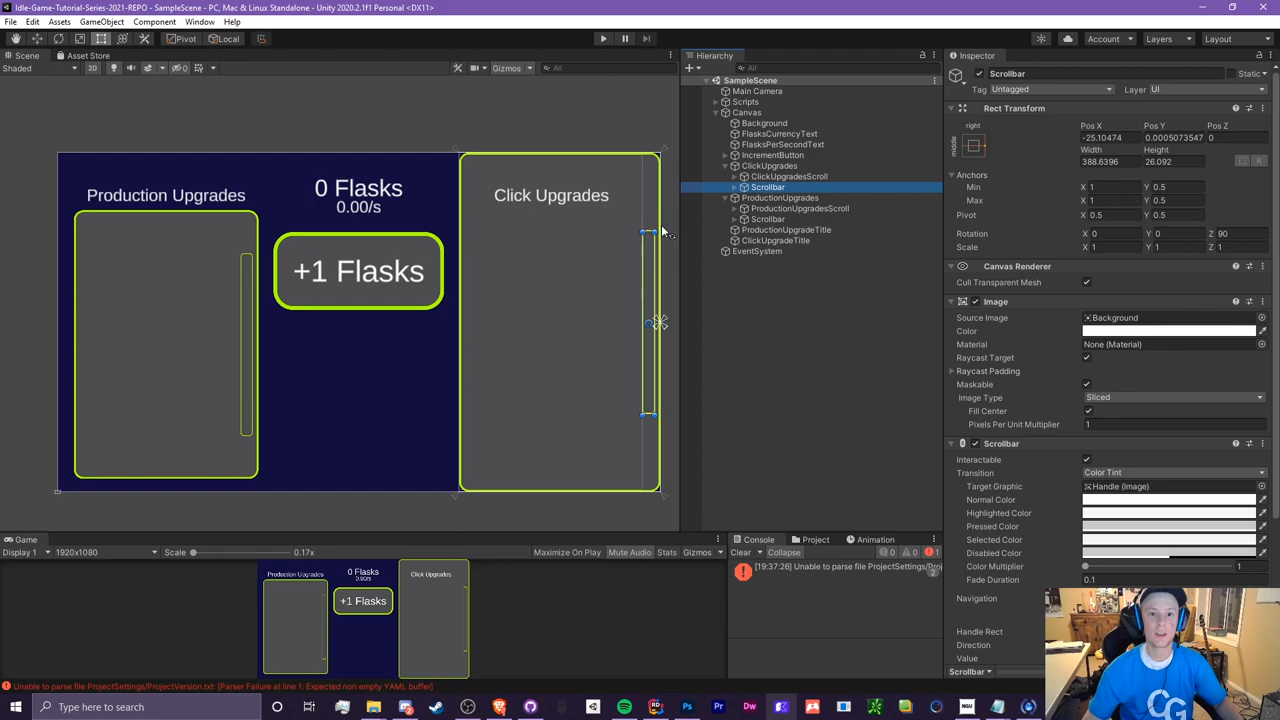 Idle-Game-Tutorial-Series-2021-REPO - SampleScene - PC, Mac & Linux Standalone - Unity 2020.2.1f1 Personal <DX11>
File Edit Assets GameObject Component Window Help
Pivot Local Account Layers Layout
Scene Asset Store
Shaded 2D 0 Gizmos All
Production Upgrades
0 Flasks
0.00/s
+1 Flasks
Click Upgrades
Hierarchy
All
SampleScene
Main Camera
Scripts
Canvas
Background
FlasksCurrencyText
FlasksPerSecondText
IncrementButton
ClickUpgrades
ClickUpgradesScroll
Scrollbar
ProductionUpgrades
ProductionUpgradesScroll
Scrollbar
ProductionUpgradeTitle
ClickUpgradeTitle
EventSystem
Inspector
Scrollbar Static
Tag Untagged Layer UI
Rect Transform
right Pos X Pos Y Pos Z
middle -25.10474 0.0005073547 0
Width Height
388.6396 26.092 R
Anchors
Min X 1 Y 0.5
Max X 1 Y 0.5
Pivot X 0.5 Y 0.5
Rotation X 0 Y 0 Z 90
Scale X 1 Y 1 Z 1
Canvas Renderer
Cull Transparent Mesh
Image
Source Image Background
Color
Material None (Material)
Raycast Target
Raycast Padding
Maskable
Image Type Sliced
Fill Center
Pixels Per Unit Multiplier 1
Scrollbar
Interactable
Transition Color Tint
Target Graphic Handle (Image)
Normal Color
Highlighted Color
Pressed Color
Selected Color
Disabled Color
Color Multiplier 1
Fade Duration 0.1
Navigation
Handle Rect
Direction
Value
Scrollbar
Game
Display 1 1920x1080 Scale 0.17x Maximize On Play Mute Audio Stats Gizmos
Production Upgrades
0 Flasks
0.00/s
+1 Flasks
Click Upgrades
Console Project Animation
Clear Collapse 0 0 1
[19:37:26] Unable to parse file ProjectSettings/Proj
2
Unable to parse file ProjectSettings/ProjectVersion.txt: [Parser Failure at line 1: Expected non empty YAML buffer]
Type here to search